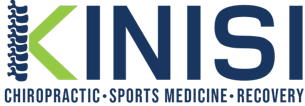 KINISI
CHIROPRACTIC • SPORTS MEDICINE • RECOVERY